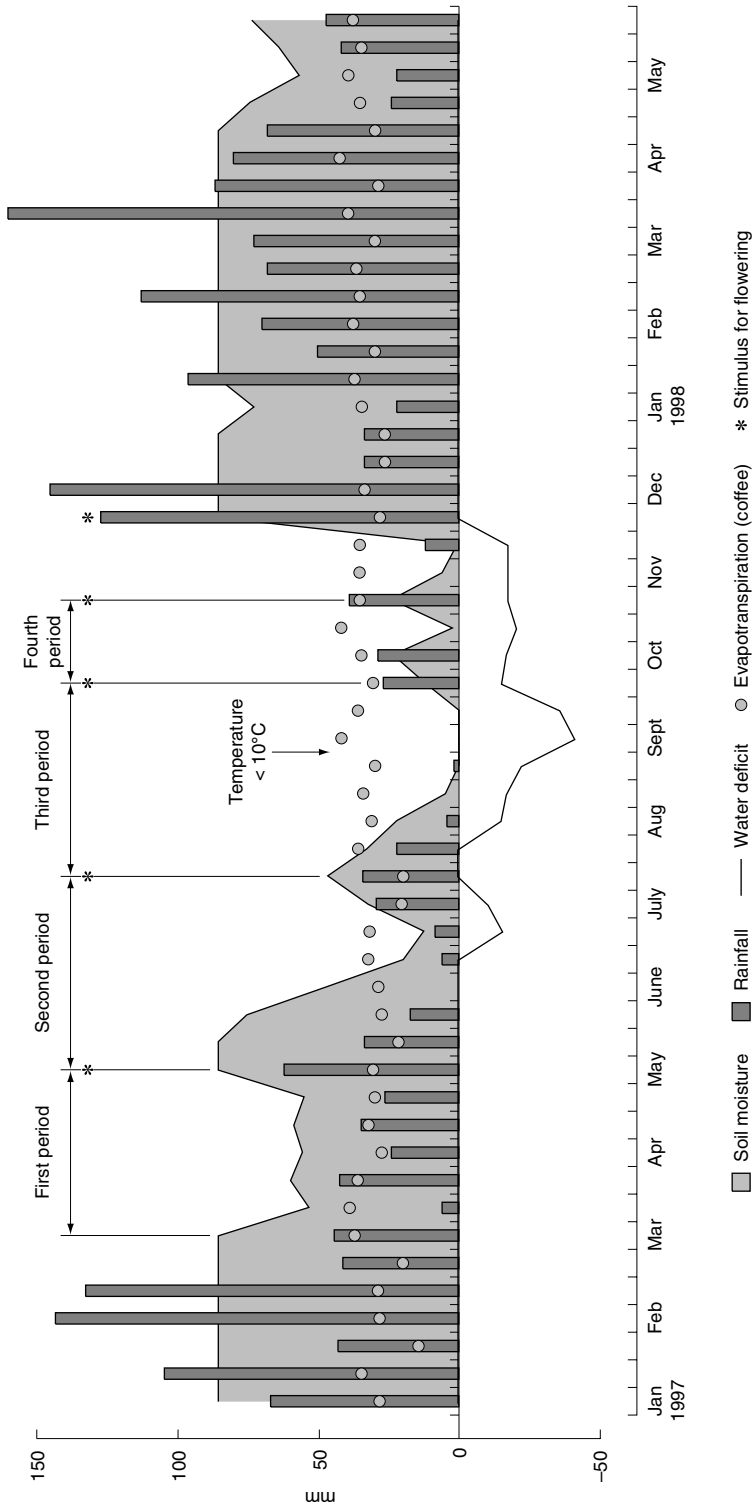 First period
Second period
Third period
Fourth
period
* * * * *
Temperature
< 10°C
150
100
50
0
–50
mm
Jan
1997
Feb
Mar
Apr
May
June
July
Aug
Sept
Oct
Nov
Dec
Jan
1998
Feb
Mar
Apr
May
Soil moisture
Rainfall
Water deficit
Evapotranspiration (coffee)
* Stimulus for flowering